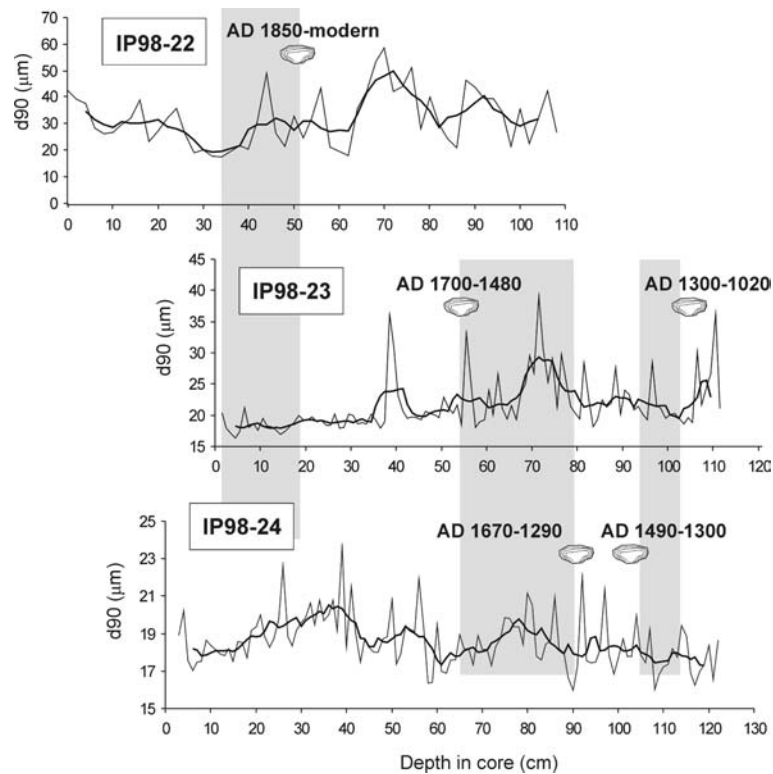 70
IP98-22
AD 1850-modern
60
50
40
30
20
10
0
d90 (μm)
0 10 20 30 40 50 60 70 80 90 100 110
45
IP98-23
AD 1700-1480
AD 1300-1020
40
35
30
25
20
15
d90 (μm)
0 10 20 30 40 50 60 70 80 90 100 110 120
25
IP98-24
AD 1670-1290
AD 1490-1300
23
21
19
17
15
d90 (μm)
0 10 20 30 40 50 60 70 80 90 100 110 120 130
Depth in core (cm)